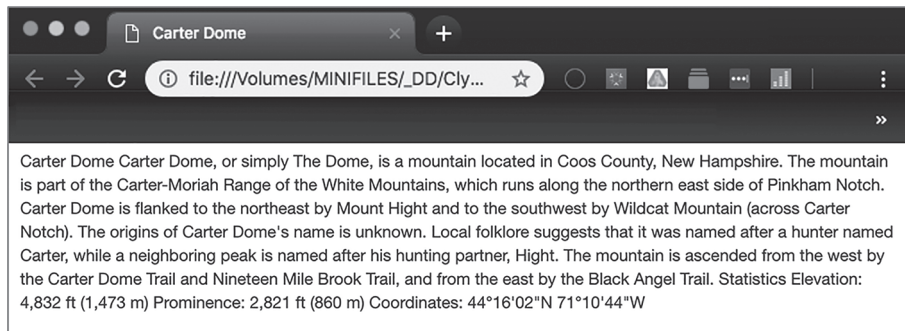 Carter Dome
file:///Volumes/MINIFILES/_DD/Cly...
Carter Dome Carter Dome, or simply The Dome, is a mountain located in Coos County, New Hampshire. The mountain
is part of the Carter-Moriah Range of the White Mountains, which runs along the northern east side of Pinkham Notch.
Carter Dome is flanked to the northeast by Mount Hight and to the southwest by Wildcat Mountain (across Carter
Notch). The origins of Carter Dome's name is unknown. Local folklore suggests that it was named after a hunter named
Carter, while a neighboring peak is named after his hunting partner, Hight. The mountain is ascended from the west by
the Carter Dome Trail and Nineteen Mile Brook Trail, and from the east by the Black Angel Trail. Statistics Elevation:
4,832 ft (1,473 m) Prominence: 2,821 ft (860 m) Coordinates: 44°16'02"N 71°10'44"W